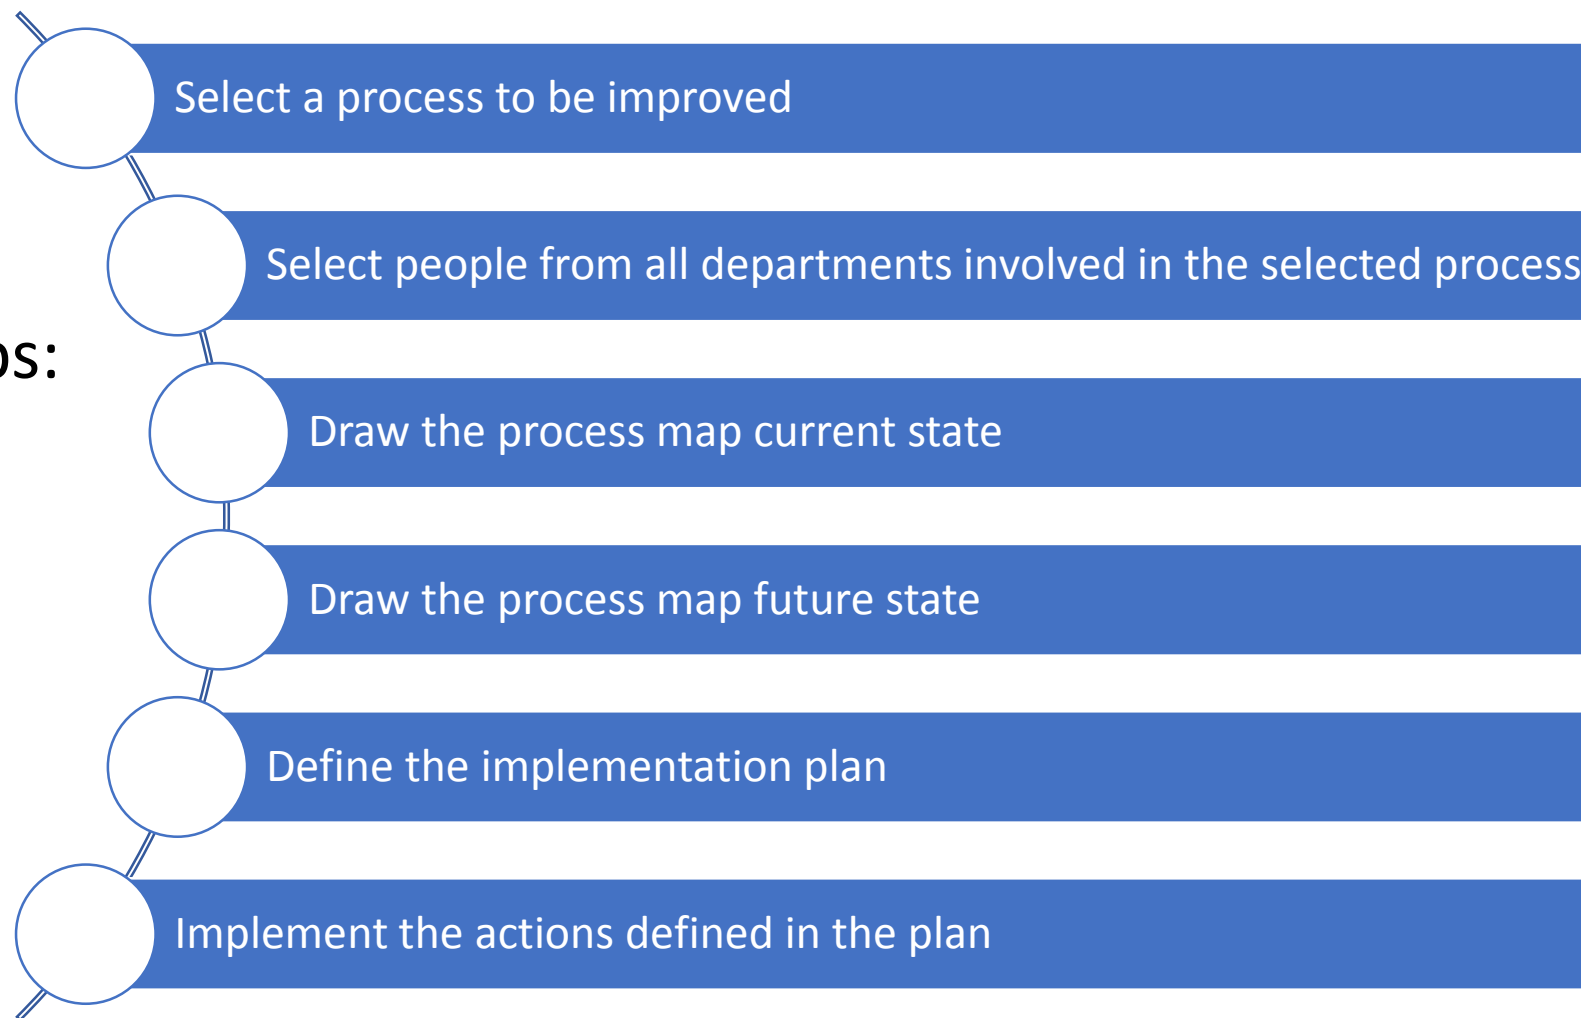 Select a process to be improved
Select people from all departments involved in the selected process
ps:
Draw the process map current state
Draw the process map future state
Define the implementation plan
Implement the actions defined in the plan